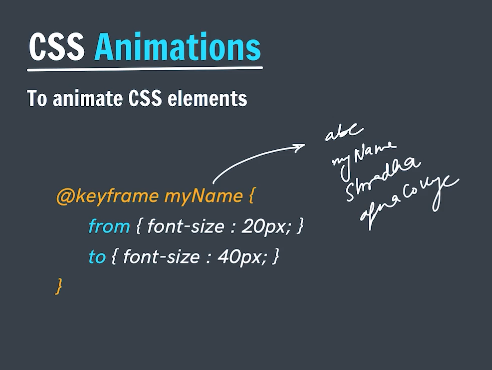 CSS Animations
To animate CSS elements
@keyframe myName {
from { font-size : 20px; }
to { font-size : 40px; }
}
abc
myName
Shradha